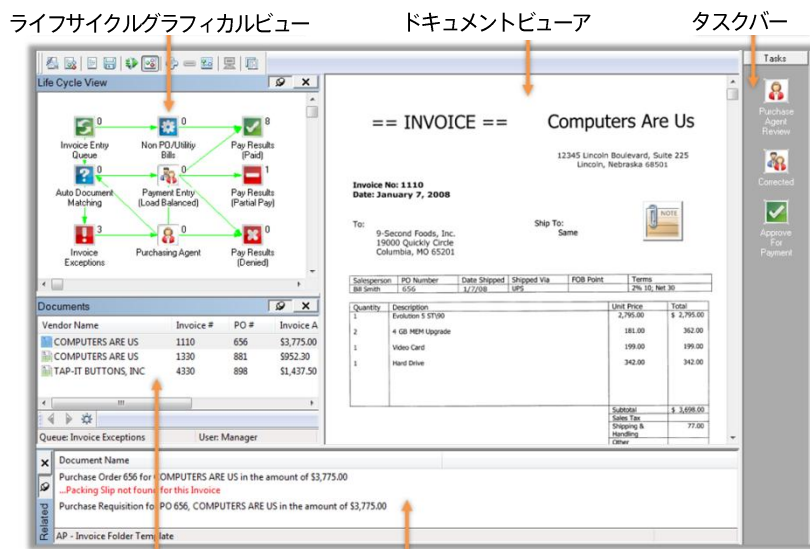 ライフサイクルグラフィカルビュー
ドキュメントビューア
タスクバー
Life Cycle View
X
0
0
8
Invoice Entry
Queue
Non PO/Utility
Bills
Pay Results
(Paid)
?
0
0
1
Auto Document
Matching
Payment Entry
(Load Balanced)
Pay Results
(Partial Pay)
3
0
0
Invoice
Exceptions
Purchasing Agent
Pay Results
(Denied)
Documents
X
Vendor Name Invoice # PO # Invoice A
COMPUTERS ARE US 1110 656 $3,775.00
COMPUTERS ARE US 1330 881 $952.30
TAP-IT BUTTONS, INC 4330 898 $1,437.50
Queue: Invoice Exceptions User: Manager
== INVOICE ==
Computers Are Us
12345 Lincoln Boulevard, Suite 225
Lincoln, Nebraska 68501
Invoice No: 1110
Date: January 7, 2008
To:
9-Second Foods, Inc.
19000 Quickly Circle
Columbia, MO 65201
Ship To:
Same
NOTE
Salesperson PO Number Date Shipped Shipped Via FOB Point Terms
Bill Smith 656 1/7/08 UPS 2% 10; Net 30
Quantity Description Unit Price Total
1 Evolution 5 ST\90 2,795.00 $ 2,795.00
2 4 GB MEM Upgrade 181.00 362.00
1 Video Card 199.00 199.00
1 Hard Drive 342.00 342.00
Subtotal $ 3,698.00
Sales Tax
Shipping & Handling 77.00
Other
Tasks
Purchase
Agent
Review
Corrected
Approve
For
Payment
Related
Document Name
Purchase Order 656 for COMPUTERS ARE US in the amount of $3,775.00
...Packing Slip not found for this Invoice
Purchase Requisition for PO 656, COMPUTERS ARE US in the amount of $3,775.00
AP - Invoice Folder Template